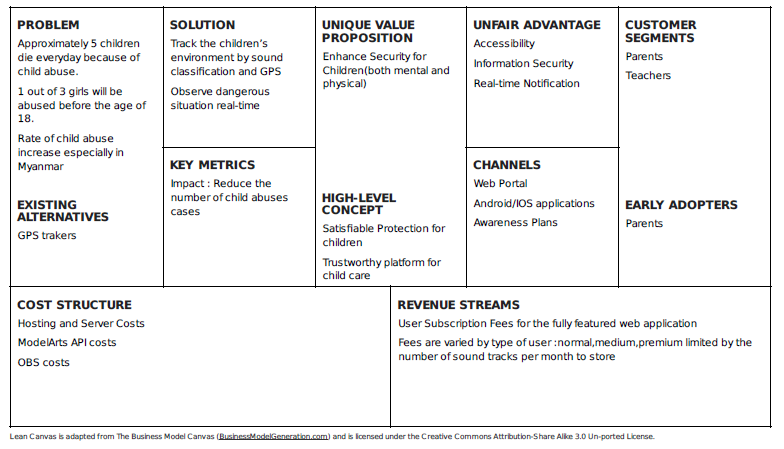 PROBLEM
Approximately 5 children
die everyday because of
child abuse.
1 out of 3 girls will be
abused before the age of
18.
Rate of child abuse
increase especially in
Myanmar
EXISTING
ALTERNATIVES
GPS trakers
SOLUTION
Track the children's
environment by sound
classification and GPS
Observe dangerous
situation real-time
KEY METRICS
Impact : Reduce the
number of child abuses
cases
UNIQUE VALUE
PROPOSITION
Enhance Security for
Children(both mental and
physical)
HIGH-LEVEL
CONCEPT
Satisfiable Protection for
children
Trustworthy platform for
child care
UNFAIR ADVANTAGE
Accessibility
Information Security
Real-time Notification
CHANNELS
Web Portal
Android/IOS applications
Awareness Plans
CUSTOMER
SEGMENTS
Parents
Teachers
EARLY ADOPTERS
Parents
COST STRUCTURE
Hosting and Server Costs
ModelArts API costs
OBS costs
REVENUE STREAMS
User Subscription Fees for the fully featured web application
Fees are varied by type of user :normal,medium,premium limited by the
number of sound tracks per month to store
Lean Canvas is adapted from The Business Model Canvas (BusinessModelGeneration.com) and is licensed under the Creative Commons Attribution-Share Alike 3.0 Un-ported License.